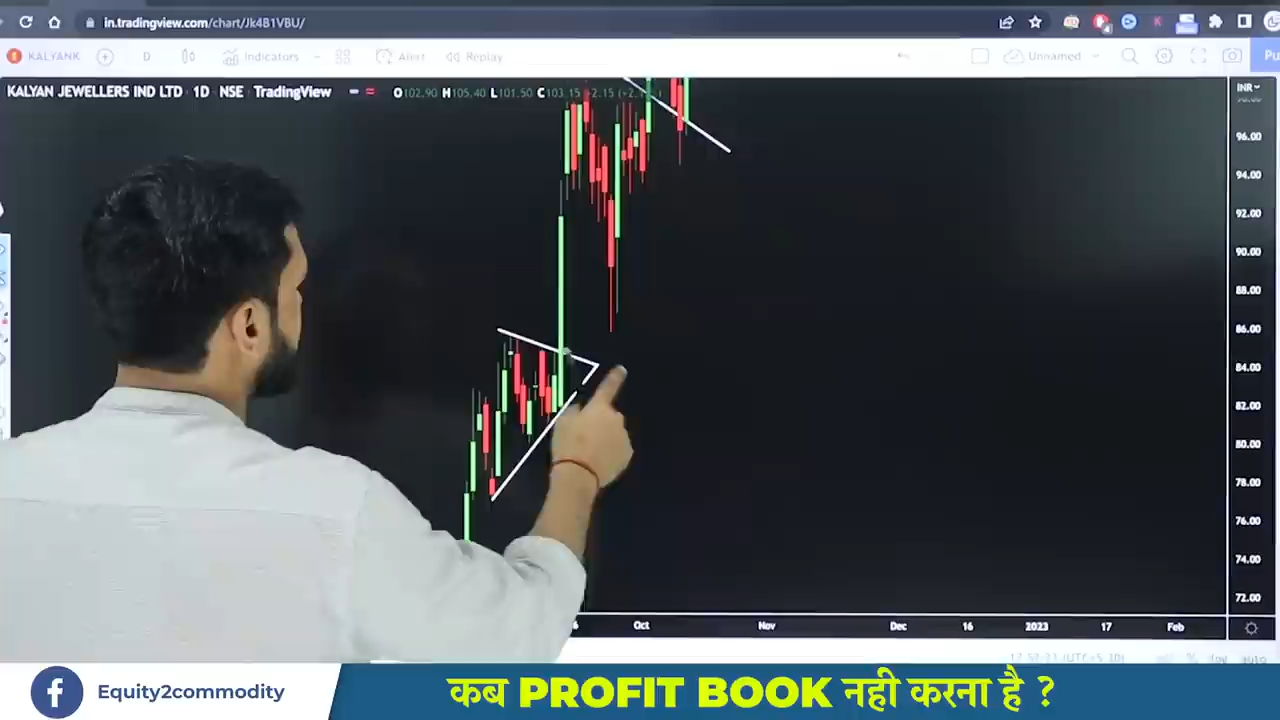 in.tradingview.com/chart/Jk4B1VBU/
KALYANK D Indicators Alert Replay Unnamed Pu
KALYAN JEWELLERS IND LTD 1D NSE TradingView O102.90 H105.40 L101.50 C103.15 INR
96.00
94.00
92.00
90.00
88.00
86.00
84.00
82.00
80.00
78.00
76.00
74.00
72.00
Oct Nov Dec 16 2023 17 Feb
Equity2commodity
कब PROFIT BOOK नही करना है ?